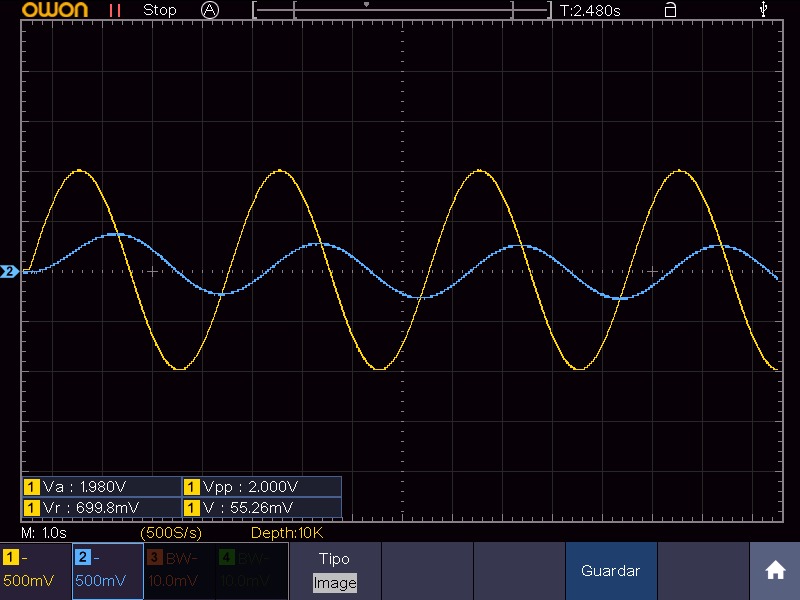 OWON Stop A T:2.480s
2
1 Va : 1.980V 1 Vpp : 2.000V
1 Vr : 699.8mV 1 V : 55.26mV
M: 1.0s (500S/s) Depth:10K
1 - 2 - 3 BW- 4 BW- Tipo
500mV 500mV 10.0mV 10.0mV Image Guardar